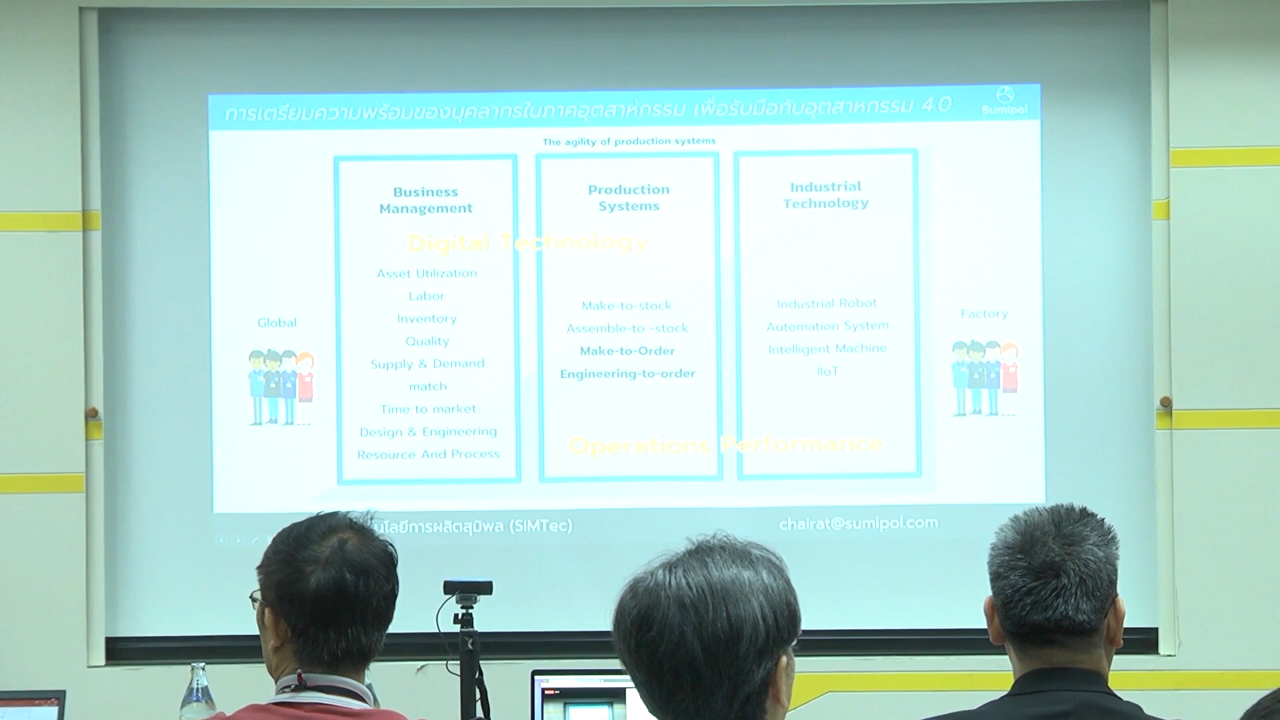 การเตรียมความพร้อมของบุคลากรในภาคอุตสาหกรรม เพื่อรับมือกับอุตสาหกรรม 4.0
Sumipol
The agility of production systems
Business
Management
Digital Technology
Asset Utilization
Labor
Inventory
Quality
Supply & Demand
match
Time to market
Design & Engineering
Resource And Process
Production
Systems
Make-to-stock
Assemble-to -stock
Make-to-Order
Engineering-to-order
Industrial
Technology
Industrial Robot
Automation System
Intelligent Machine
IIoT
Operations Performance
Global
Factory
โลยีการผลิตสุมิพล (SIMTec)
chairat@sumipol.com